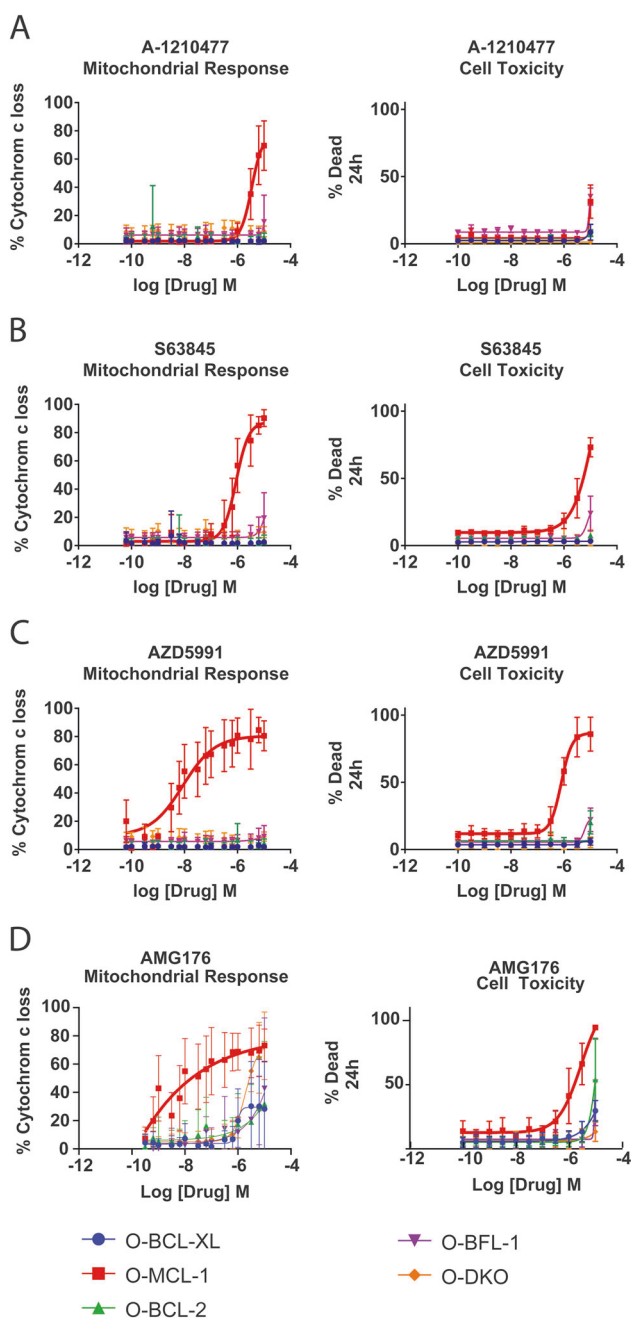 A
A-1210477
Mitochondrial Response
% Cytochrom c loss
100
80
60
40
20
0
-12
-10
-8
-6
-4
log [Drug] M
A-1210477
Cell Toxicity
% Dead
24h
100
50
0
-12
-10
-8
-6
-4
Log [Drug] M
B
S63845
Mitochondrial Response
% Cytochrom c loss
100
80
60
40
20
0
-12
-10
-8
-6
-4
log [Drug] M
S63845
Cell Toxicity
% Dead
24h
100
50
0
-12
-10
-8
-6
-4
Log [Drug] M
C
AZD5991
Mitochondrial Response
% Cytochrom c loss
100
80
60
40
20
0
-12
-10
-8
-6
-4
log [Drug] M
AZD5991
Cell Toxicity
% Dead
24h
100
50
0
-12
-10
-8
-6
-4
Log [Drug] M
D
AMG176
Mitochondrial Response
% Cytochrom c loss
100
80
60
40
20
0
-12
-10
-8
-6
-4
Log [Drug] M
AMG176
Cell Toxicity
% Dead
24h
100
50
-12
-10
-8
-6
-4
Log [Drug] M
O-BCL-XL
O-MCL-1
O-BCL-2
O-BFL-1
O-DKO